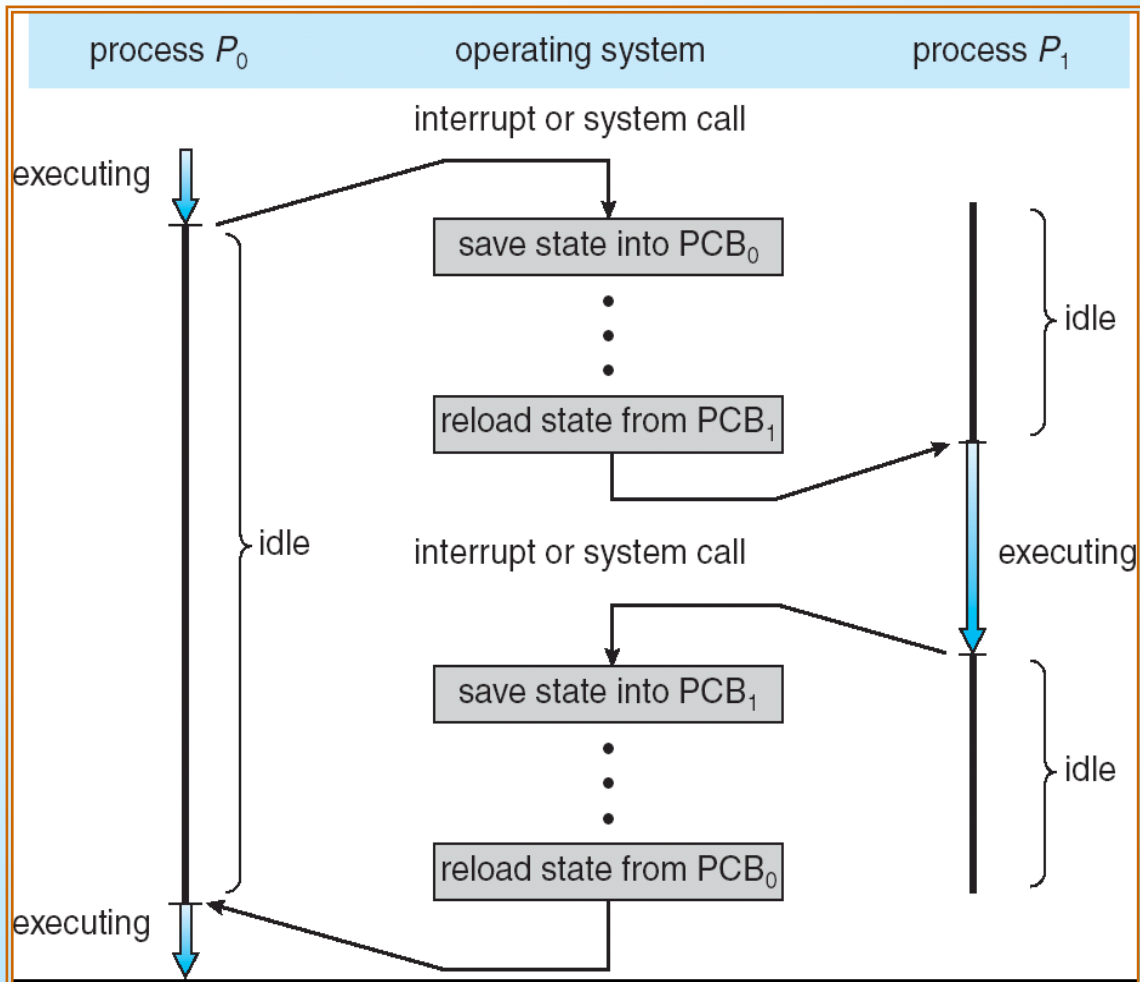 process P₀ operating system process P₁
interrupt or system call
executing
save state into PCB₀
idle
reload state from PCB₁
idle
interrupt or system call
executing
save state into PCB₁
idle
reload state from PCB₀
executing